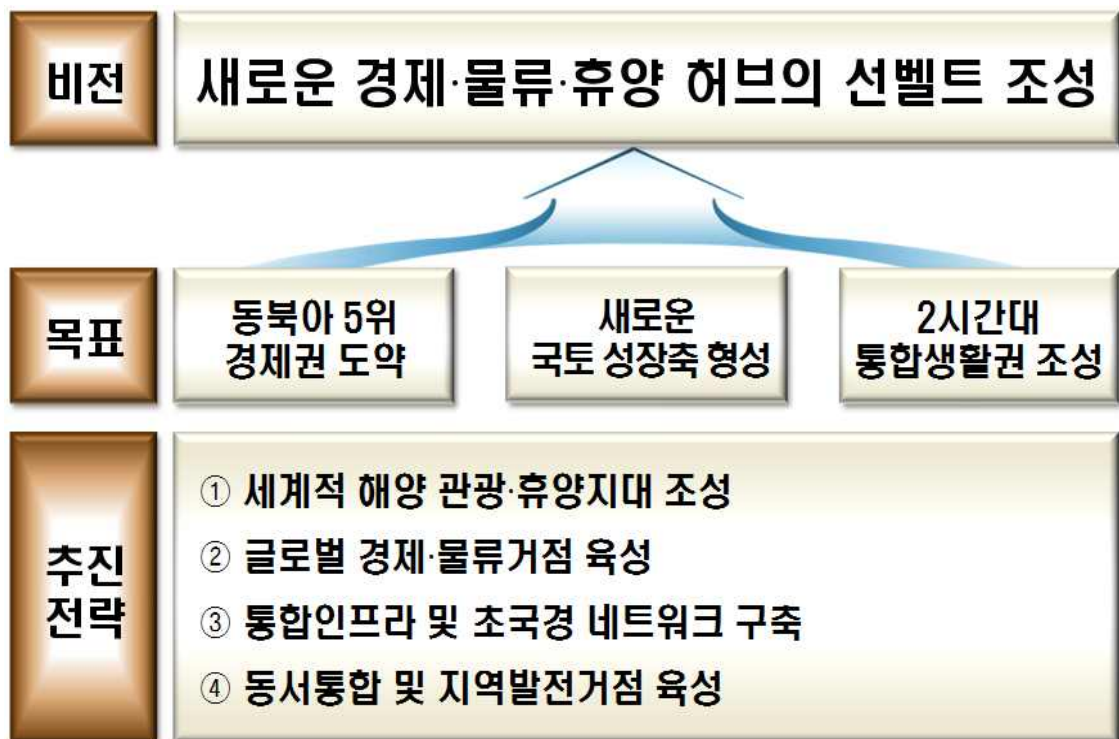 비전
새로운 경제·물류·휴양 허브의 선벨트 조성
목표
동북아 5위
경제권 도약
새로운
국토 성장축 형성
2시간대
통합생활권 조성
추진
전략
① 세계적 해양 관광·휴양지대 조성
② 글로벌 경제·물류거점 육성
③ 통합인프라 및 초국경 네트워크 구축
④ 동서통합 및 지역발전거점 육성